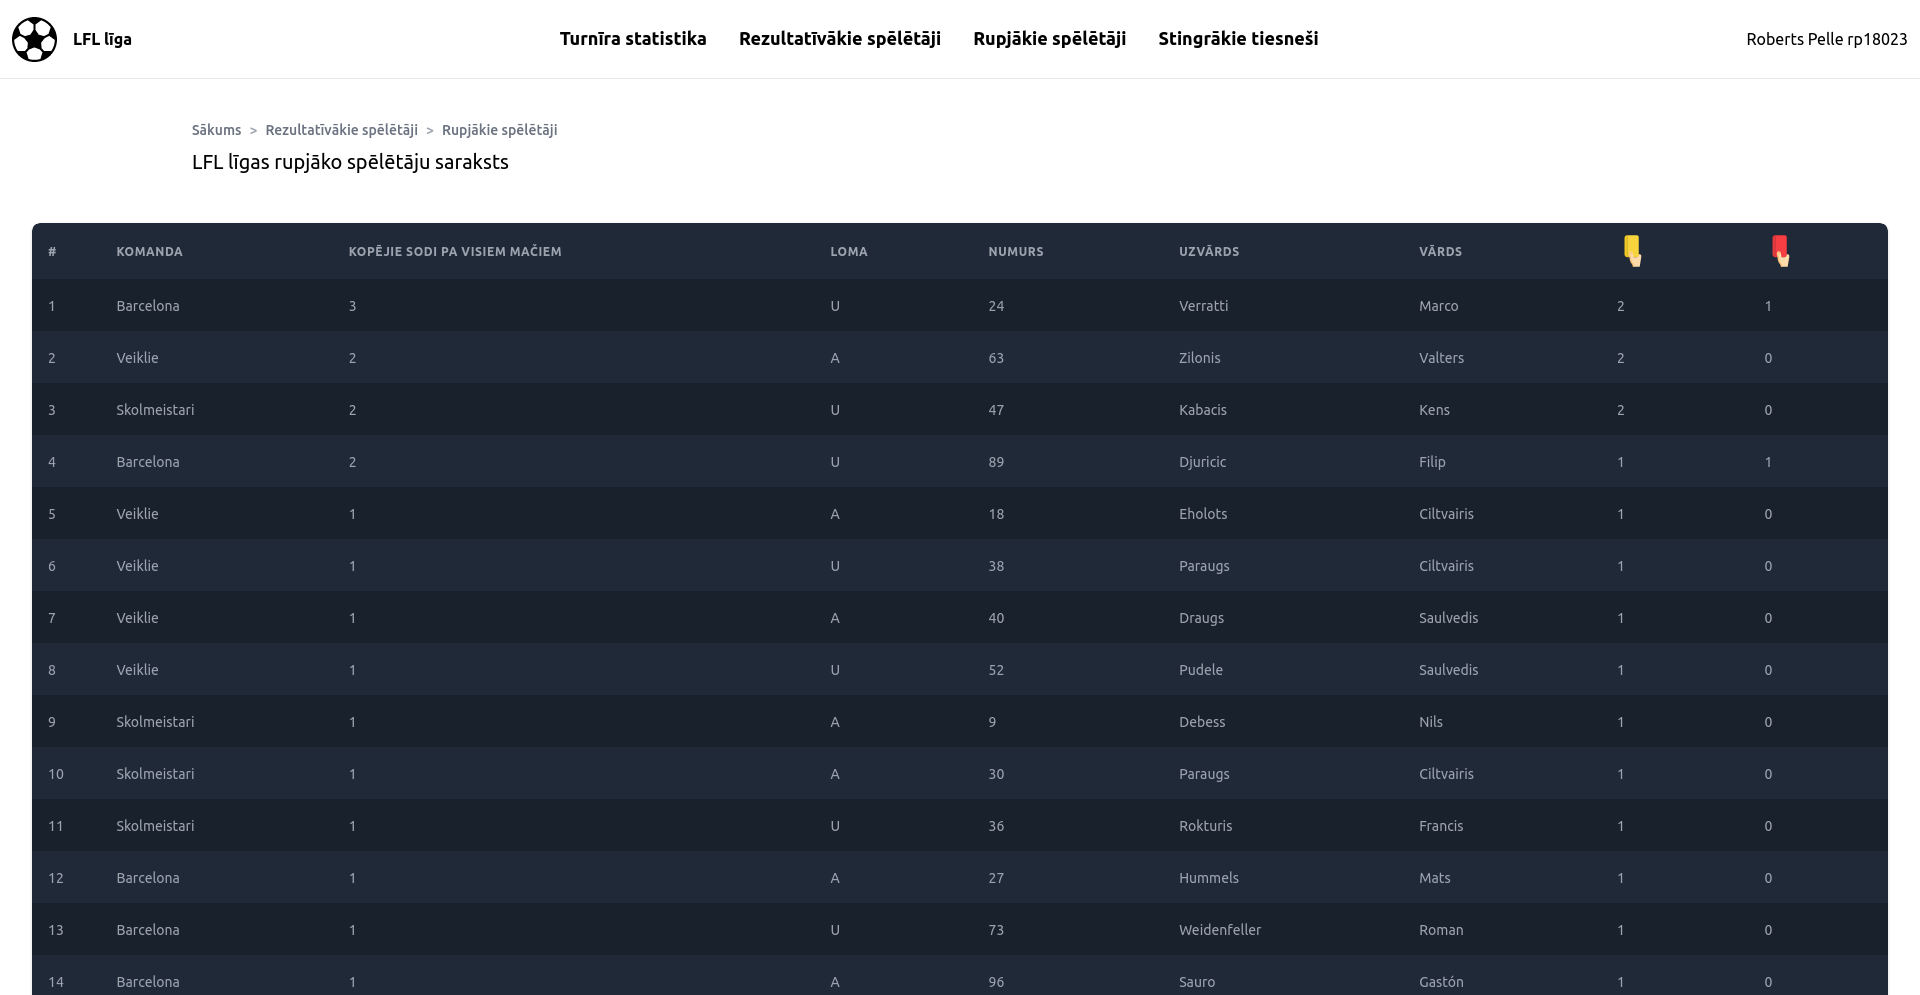 LFL līga
Turnīra statistika Rezultatīvākie spēlētāji Rupjākie spēlētāji Stingrākie tiesneši
Roberts Pelle rp18023
Sākums > Rezultatīvākie spēlētāji > Rupjākie spēlētāji
LFL līgas rupjāko spēlētāju saraksts
# KOMANDA KOPĒJIE SODI PA VISIEM MAČIEM LOMA NUMURS UZVĀRDS VĀRDS
1 Barcelona 3 U 24 Verratti Marco 2 1
2 Veiklie 2 A 63 Zilonis Valters 2 0
3 Skolmeistari 2 U 47 Kabacis Kens 2 0
4 Barcelona 2 U 89 Djuricic Filip 1 1
5 Veiklie 1 A 18 Eholots Ciltvairis 1 0
6 Veiklie 1 U 38 Paraugs Ciltvairis 1 0
7 Veiklie 1 A 40 Draugs Saulvedis 1 0
8 Veiklie 1 U 52 Pudele Saulvedis 1 0
9 Skolmeistari 1 A 9 Debess Nils 1 0
10 Skolmeistari 1 A 30 Paraugs Ciltvairis 1 0
11 Skolmeistari 1 U 36 Rokturis Francis 1 0
12 Barcelona 1 A 27 Hummels Mats 1 0
13 Barcelona 1 U 73 Weidenfeller Roman 1 0
14 Barcelona 1 A 96 Sauro Gastón 1 0